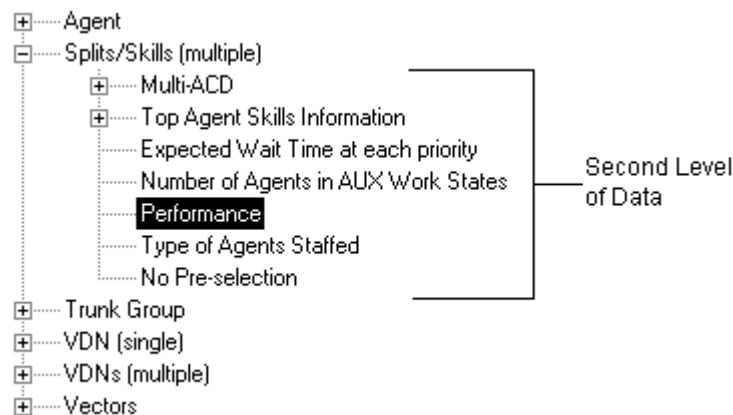 Agent
Splits/Skills (multiple)
Multi-ACD
Top Agent Skills Information
Expected Wait Time at each priority
Number of Agents in AUX Work States
Performance
Type of Agents Staffed
No Pre-selection
Second Level
of Data
Trunk Group
VDN (single)
VDNs (multiple)
Vectors